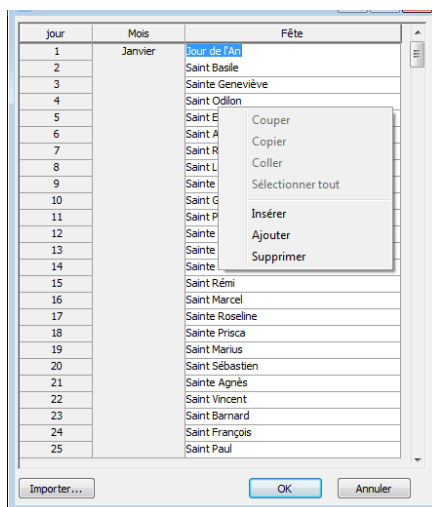 jour Mois Fête
1 Janvier Jour de l'An
2 Saint Basile
3 Sainte Geneviève
4 Saint Odilon
5 Saint E
6 Saint A
7 Saint R
8 Saint L
9 Sainte
10 Saint G
11 Saint P
12 Sainte
13 Sainte
14 Sainte
15 Saint Rémi
16 Saint Marcel
17 Sainte Roseline
18 Sainte Prisca
19 Saint Marius
20 Saint Sébastien
21 Sainte Agnès
22 Saint Vincent
23 Saint Barnard
24 Saint François
25 Saint Paul
Couper
Copier
Coller
Sélectionner tout
Insérer
Ajouter
Supprimer
Importer... OK Annuler